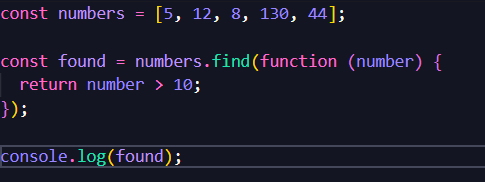 const numbers = [5, 12, 8, 130, 44];
const found = numbers.find(function (number) {
  return number > 10;
});
console.log(found);